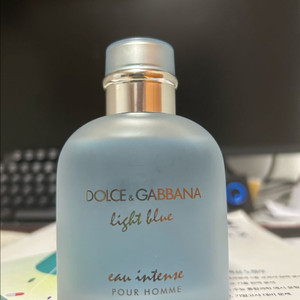 DOLCE & GABBANA
light blue
eau intense
POUR HOMME